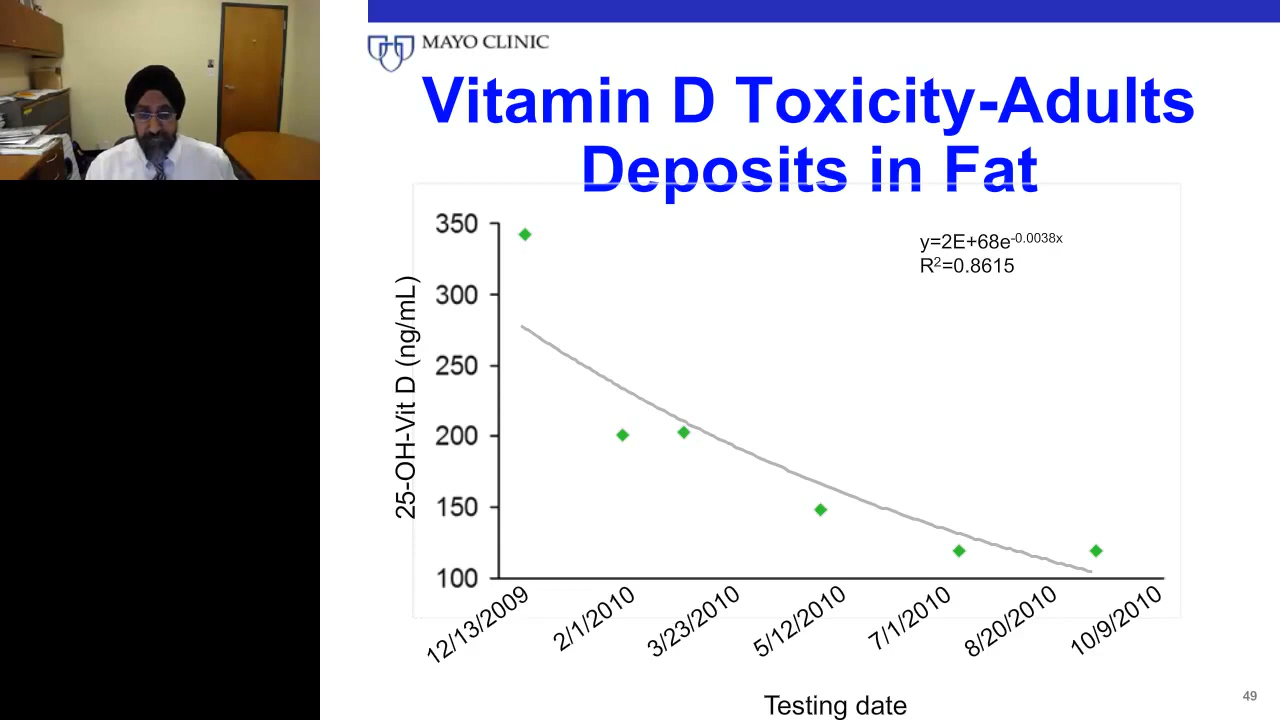 MAYO CLINIC
Vitamin D Toxicity-Adults
Deposits in Fat
y=2E+68e-0.0038x
R2=0.8615
25-OH-Vit D (ng/mL)
350
300
250
200
150
100
12/13/2009
2/1/2010
3/23/2010
5/12/2010
7/1/2010
8/20/2010
10/9/2010
Testing date
49